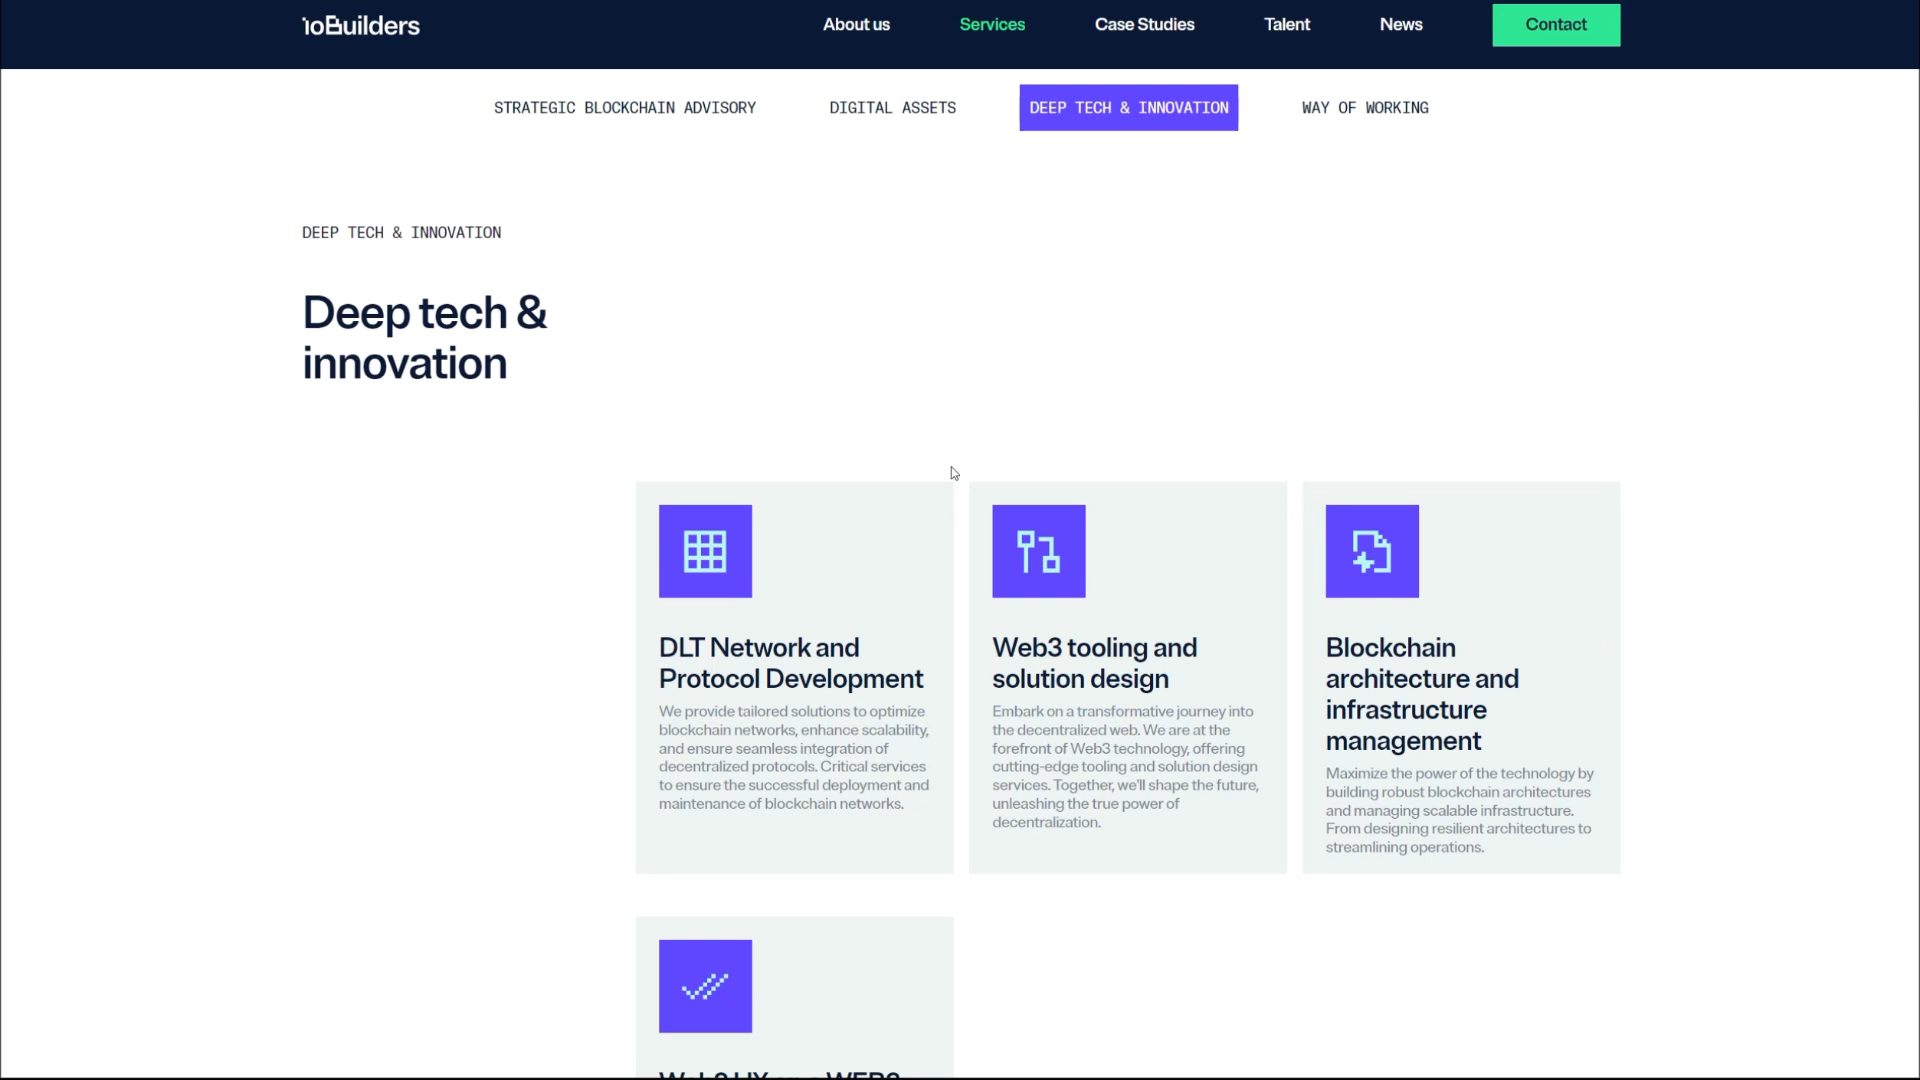 ioBuilders
About us
Services
Case Studies
Talent
News
Contact
STRATEGIC BLOCKCHAIN ADVISORY
DIGITAL ASSETS
DEEP TECH & INNOVATION
WAY OF WORKING
DEEP TECH & INNOVATION
Deep tech &
innovation
DLT Network and
Protocol Development
We provide tailored solutions to optimize
blockchain networks, enhance scalability,
and ensure seamless integration of
decentralized protocols. Critical services
to ensure the successful deployment and
maintenance of blockchain networks.
Web3 tooling and
solution design
Embark on a transformative journey into
the decentralized web. We are at the
forefront of Web3 technology, offering
cutting-edge tooling and solution design
services. Together, we'll shape the future,
unleashing the true power of
decentralization.
Blockchain
architecture and
infrastructure
management
Maximize the power of the technology by
building robust blockchain architectures
and managing scalable infrastructure.
From designing resilient architectures to
streamlining operations.